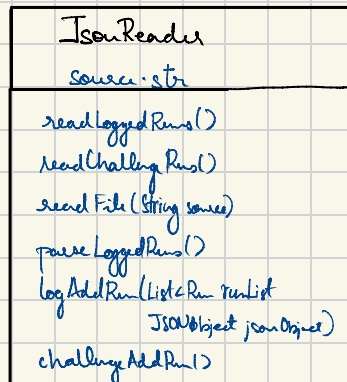 JsonReader
source: str
readLoggedRuns()
readChallengRuns()
readFile(String source)
parseLoggedRuns()
logAddRun(List<Run runList
JSONObject jsonObject)
challengeAddRun()